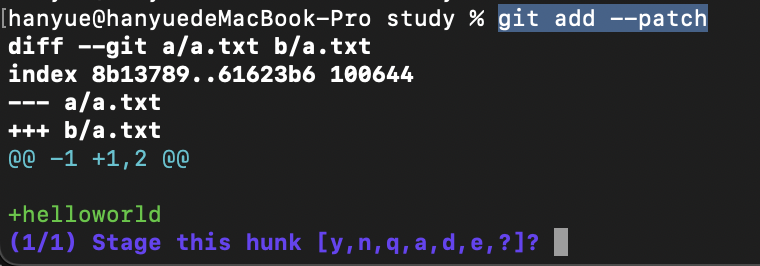 [hanyue@hanyuedeMacBook-Pro study % git add --patch
diff --git a/a.txt b/a.txt
index 8b13789..61623b6 100644
--- a/a.txt
+++ b/a.txt
@@ -1 +1,2 @@
+helloworld
(1/1) Stage this hunk [y,n,q,a,d,e,?]?